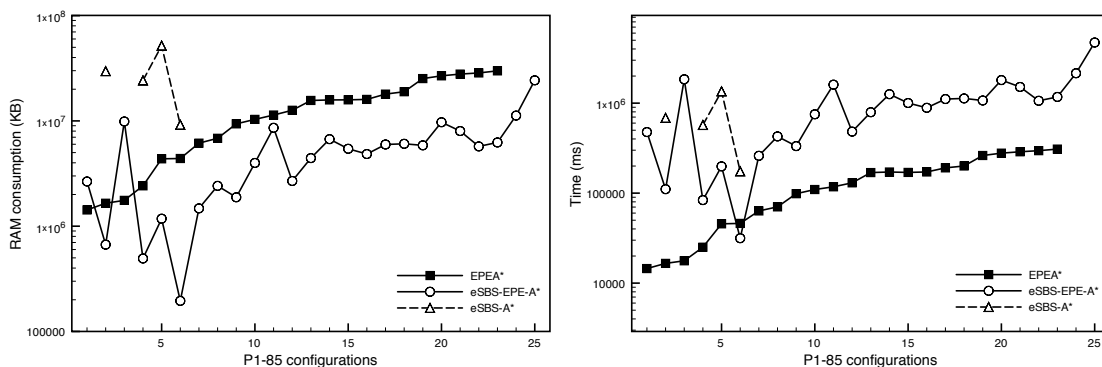 1×10⁸
1×10⁷
1×10⁶
100000
RAM consumption (KB)
5
10
15
20
25
P1-85 configurations
EPEA*
eSBS-EPE-A*
eSBS-A*
1×10⁶
100000
10000
Time (ms)
5
10
15
20
25
P1-85 configurations
EPEA*
eSBS-EPE-A*
eSBS-A*